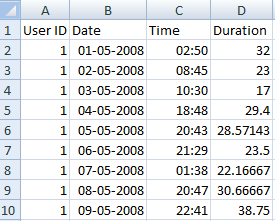 A B C D
1 User ID Date Time Duration
2 1 01-05-2008 02:50 32
3 1 02-05-2008 08:45 23
4 1 03-05-2008 10:30 17
5 1 04-05-2008 18:48 29.4
6 1 05-05-2008 20:43 28.57143
7 1 06-05-2008 21:29 23.5
8 1 07-05-2008 01:38 22.16667
9 1 08-05-2008 20:47 30.66667
10 1 09-05-2008 22:41 38.75